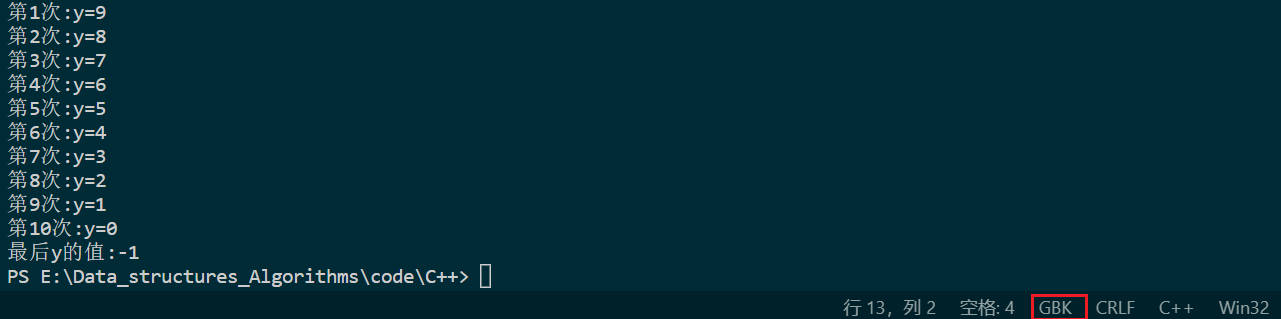 第1次:y=9
第2次:y=8
第3次:y=7
第4次:y=6
第5次:y=5
第6次:y=4
第7次:y=3
第8次:y=2
第9次:y=1
第10次:y=0
最后y的值:-1
PS E:\Data_structures_Algorithms\code\C++>
行 13，列 2 空格: 4 GBK CRLF C++ Win32